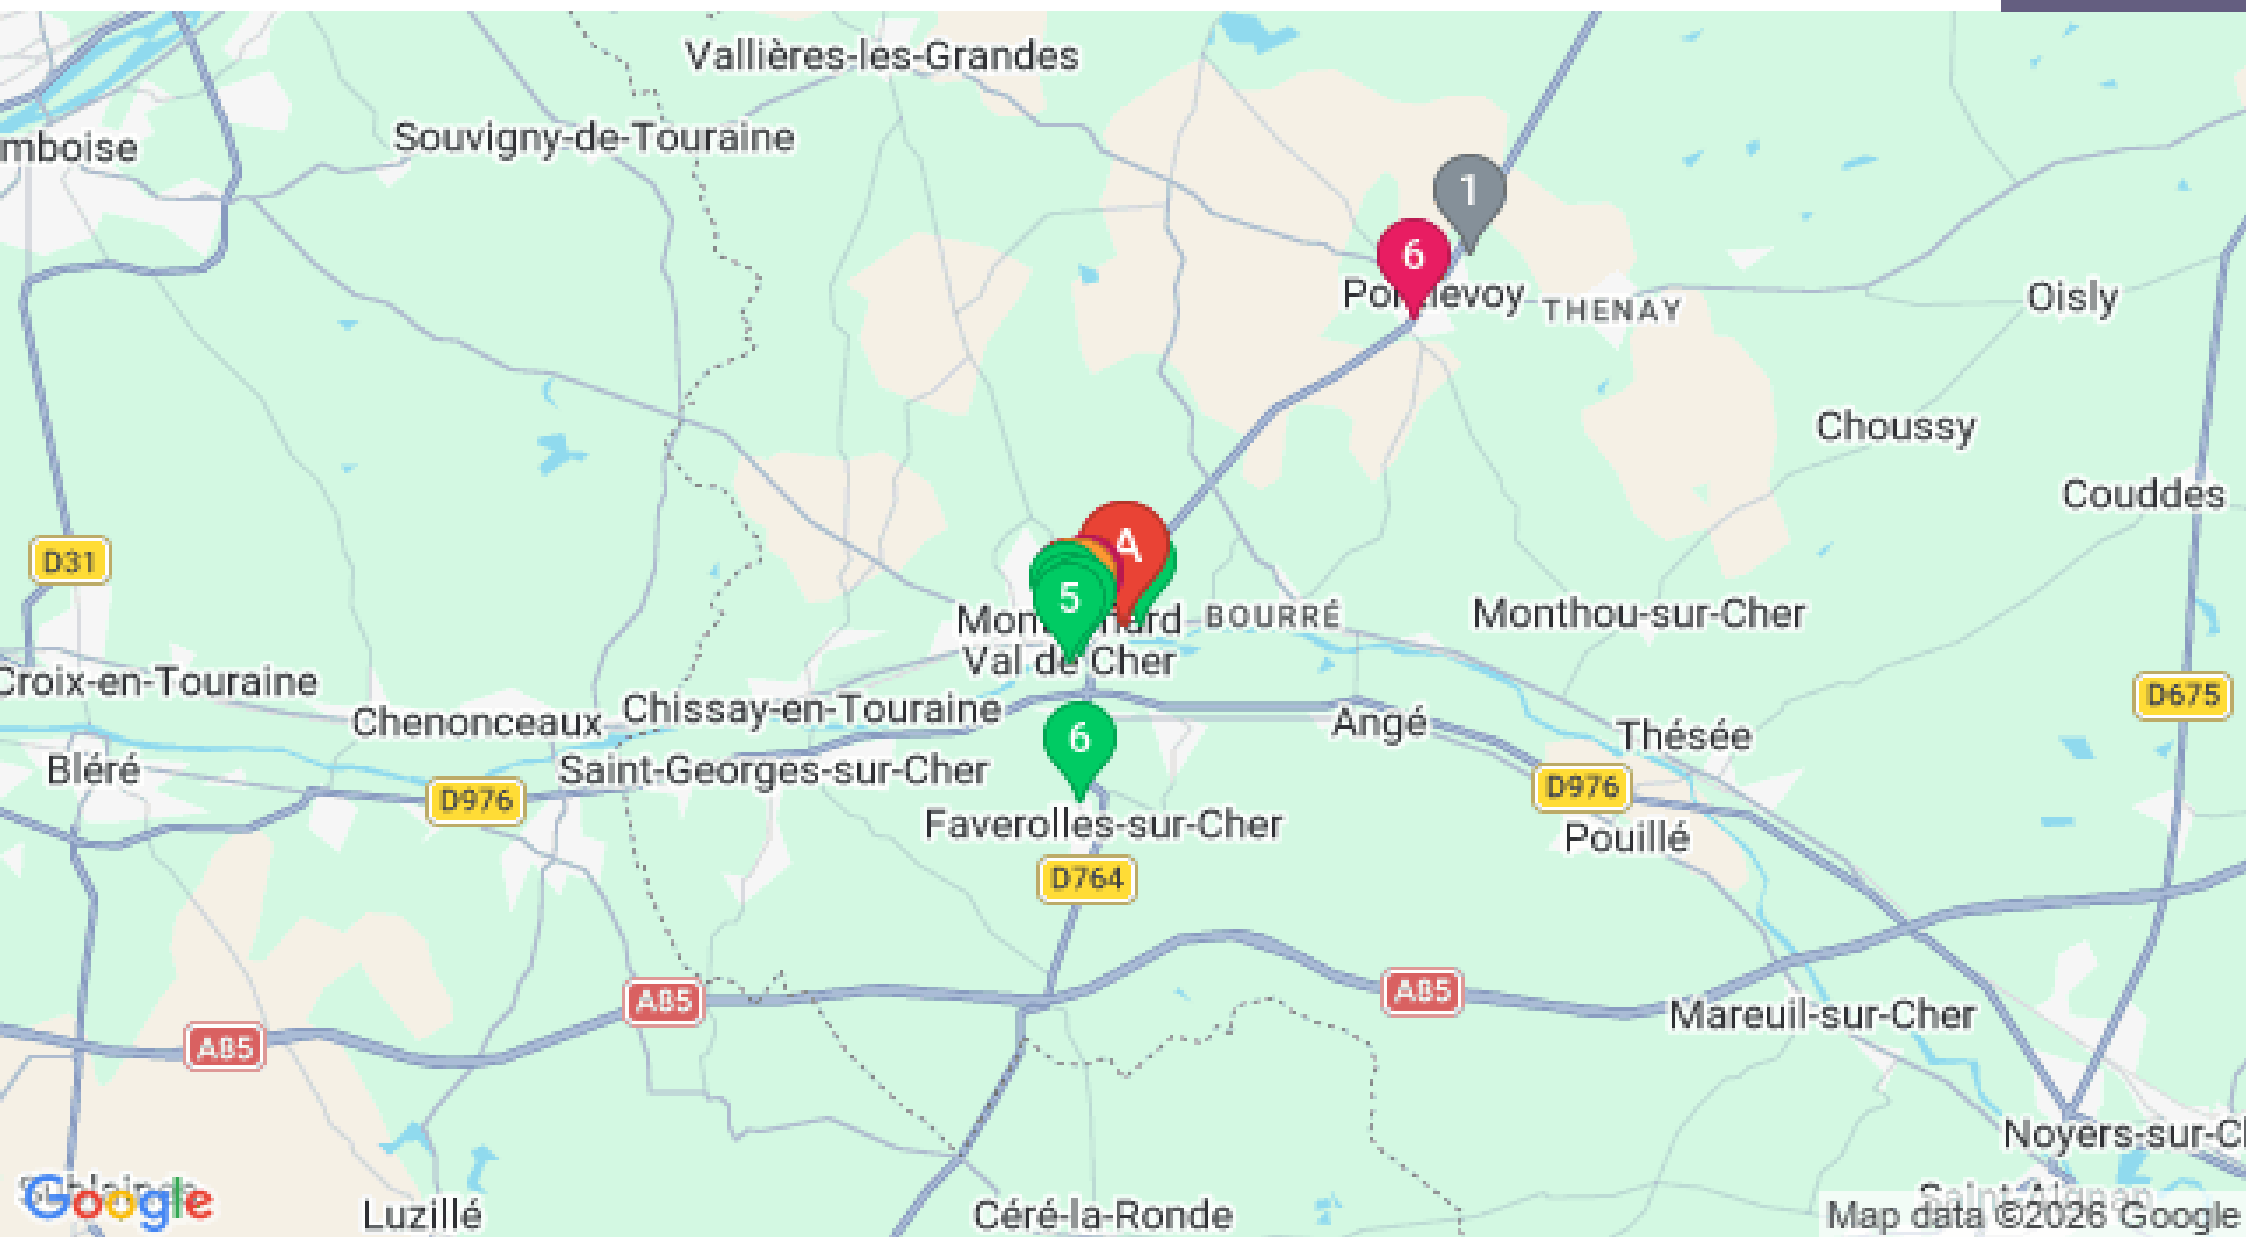 Vallières-les-Grandes
Souvigny-de-Touraine
mboise
1
6
THENAY
Oisly
Choussy
Couddes
A
D31
5
BOURRÉ
Monthou-sur-Cher
Val de Cher
Croix-en-Touraine
D675
Chenonceaux
Chissay-en-Touraine
Angé
Thésée
6
Bléré
Saint-Georges-sur-Cher
D976
D976
Faverolles-sur-Cher
Pouillé
D764
A85
A85
Mareuil-sur-Cher
A85
Noyers-sur-C
Google
Luzillé
Céré-la-Ronde
Saint-Aignan
Map data ©2026 Google